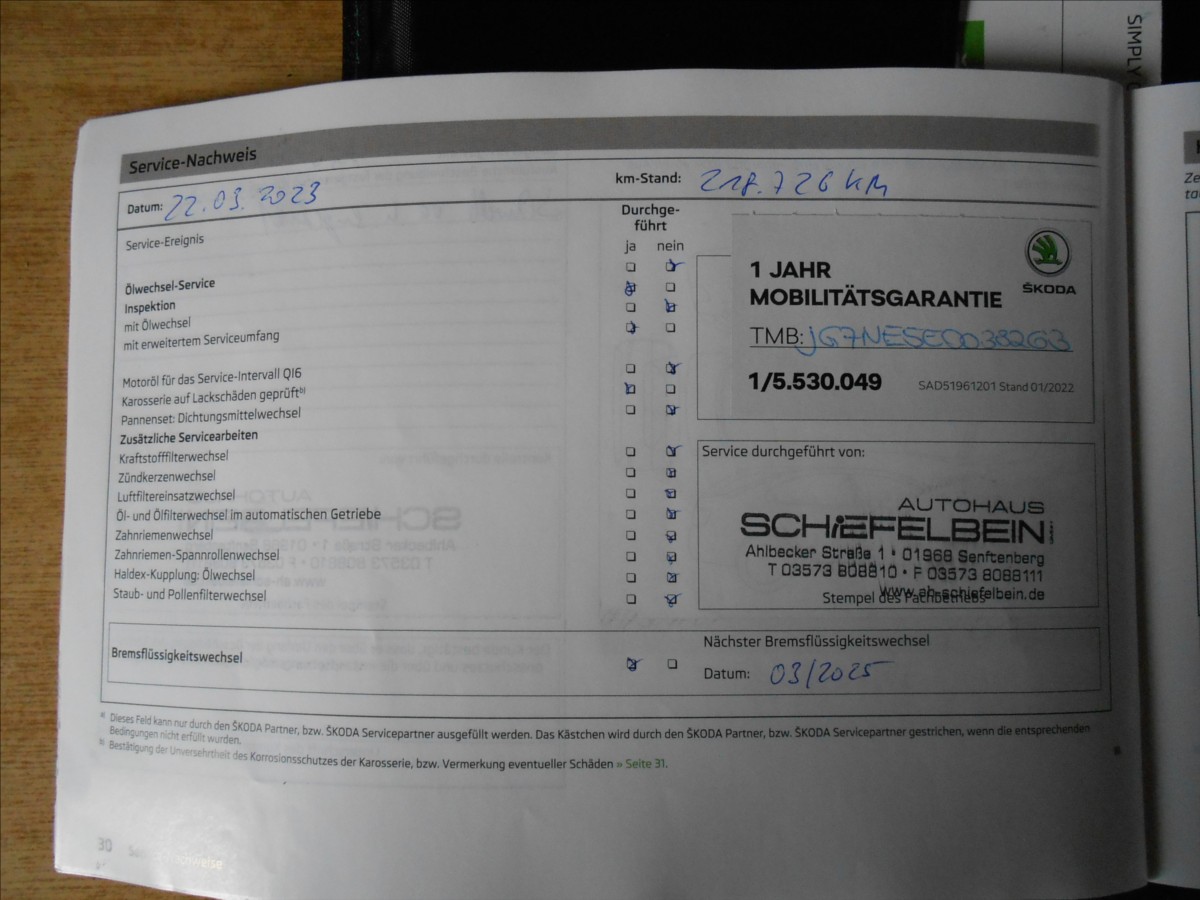 SIMPLY
Service-Nachweis
Datum: 22.03.2023
km-Stand: 218.726 KM
Service-Ereignis
Durchge-
führt
ja nein
Ölwechsel-Service
Inspektion
mit Ölwechsel
mit erweitertem Serviceumfang
Motoröl für das Service-Intervall QI6
Karosserie auf Lackschäden geprüft b)
Pannenset: Dichtungsmittelwechsel
Zusätzliche Servicearbeiten
Kraftstofffilterwechsel
Zündkerzenwechsel
Luftfiltereinsatzwechsel
Öl- und Ölfilterwechsel im automatischen Getriebe
Zahnriemenwechsel
Zahnriemen-Spannrollenwechsel
Haldex-Kupplung: Ölwechsel
Staub- und Pollenfilterwechsel
1 JAHR
MOBILITÄTSGARANTIE
ŠKODA
TMB: JG7NE5E0038263
1/5.530.049
SAD51961201 Stand 01/2022
Service durchgeführt von:
AUTOHAUS
SCHIEFELBEIN
Ahlbecker Straße 1 • 01968 Senftenberg
T 03573 808810 • F 03573 8088111
www.ah-schiefelbein.de
Stempel des Fachbetriebs
Bremsflüssigkeitswechsel
Nächster Bremsflüssigkeitswechsel
Datum: 03/2025
a) Dieses Feld kann nur durch den ŠKODA Partner, bzw. ŠKODA Servicepartner ausgefüllt werden. Das Kästchen wird durch den ŠKODA Partner, bzw. ŠKODA Servicepartner gestrichen, wenn die entsprechenden
Bedingungen nicht erfüllt wurden.
b) Bestätigung der Unversehrtheit des Korrosionsschutzes der Karosserie, bzw. Vermerkung eventueller Schäden » Seite 31.
30